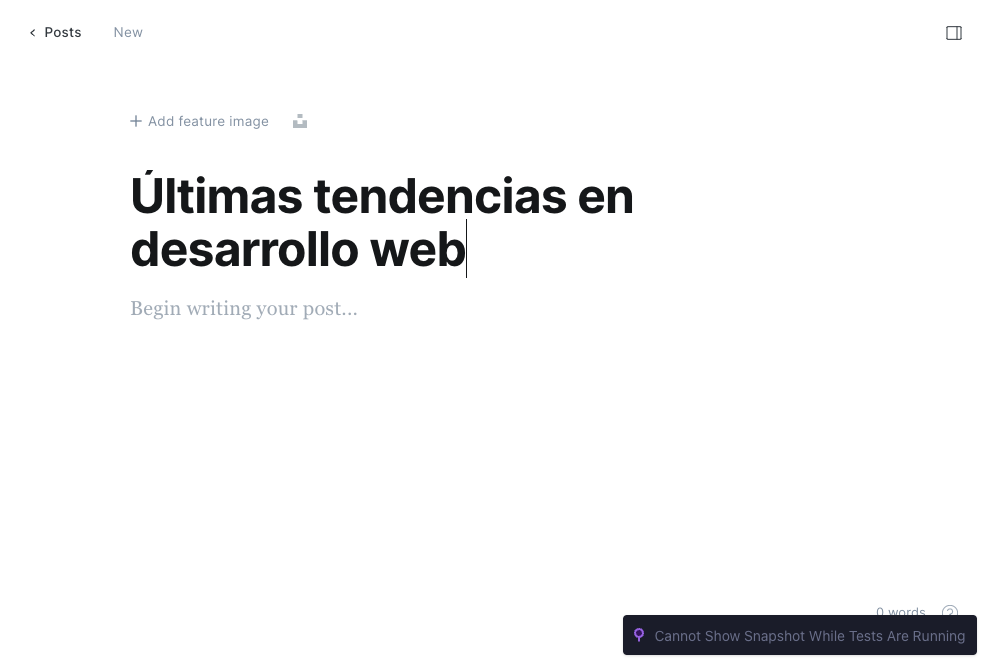 Posts New
Add feature image
Últimas tendencias en
desarrollo web
Begin writing your post...
0 words ?
Cannot Show Snapshot While Tests Are Running